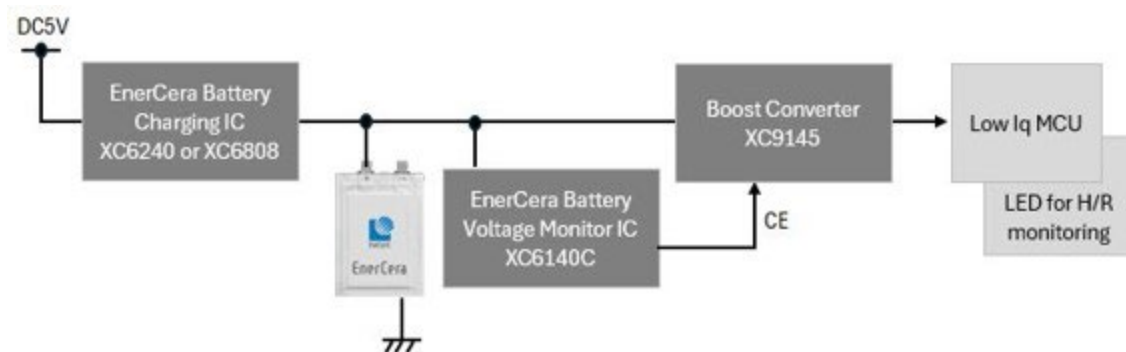 DC5V
EnerCera Battery
Charging IC
XC6240 or XC6808
EnerCera
EnerCera Battery
Voltage Monitor IC
XC6140C
CE
Boost Converter
XC9145
Low Iq MCU
LED for H/R
monitoring